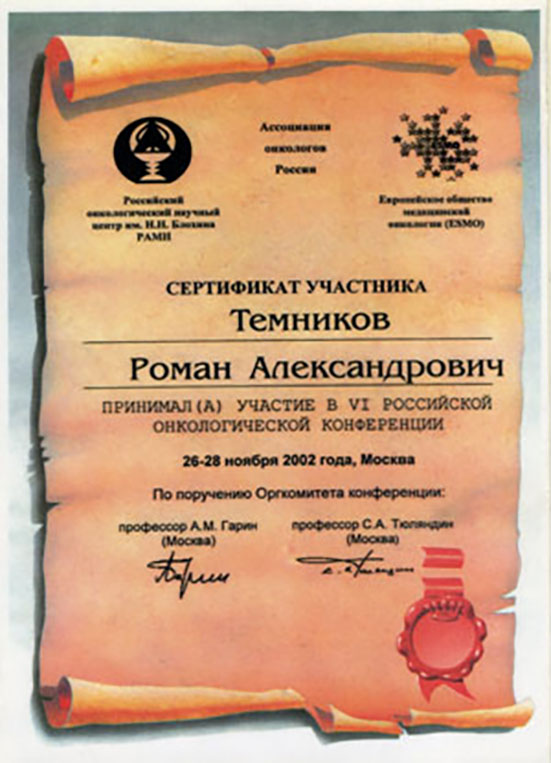 Ассоциация
онкологов
России
Российский
онкологический научный
центр им. Н.Н. Блохина
РАМН
Европейское общество
медицинской
онкологии (ESMO)
СЕРТИФИКАТ УЧАСТНИКА
Темников
Роман Александрович
ПРИНИМАЛ(А) УЧАСТИЕ В VI РОССИЙСКОЙ
ОНКОЛОГИЧЕСКОЙ КОНФЕРЕНЦИИ
26-28 ноября 2002 года, Москва
По поручению Оргкомитета конференции:
профессор А.М. Гарин
(Москва)
профессор С.А. Тюляндин
(Москва)